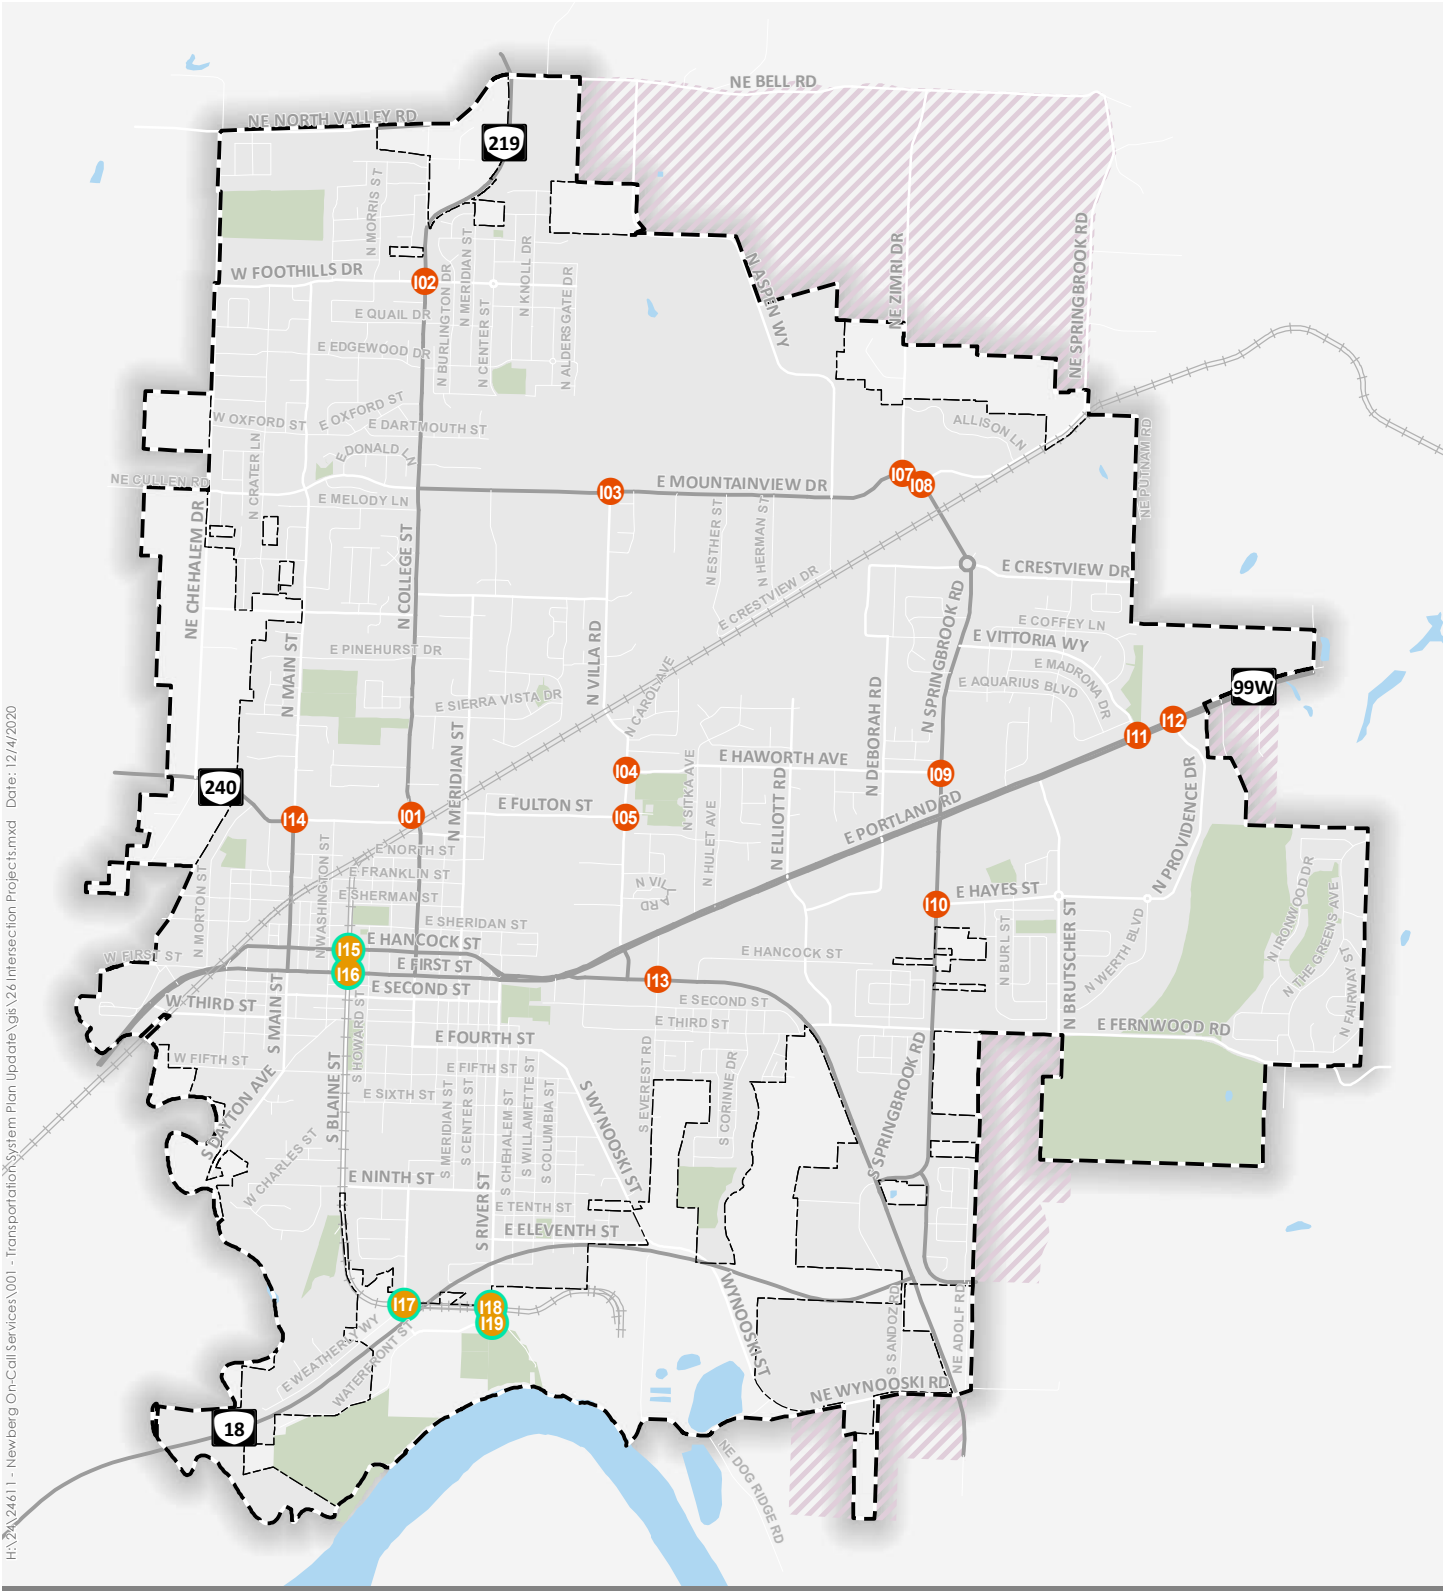 NE BELL RD
NE NORTH VALLEY RD
219
N MORRIS ST
W FOOTHILLS DR
I02
N BURLINGTON DR
N MERIDIAN ST
N CENTER ST
N KNOLL DR
N ALDERSGATE DR
N ASPEN WY
NE ZIMRI DR
NE SPRINGBROOK RD
E QUAIL DR
E EDGEWOOD DR
W OXFORD ST
E OXFORD ST
E DARTMOUTH ST
E DONALD LN
ALLISON LN
NE PUTNAM RD
NE CULLEN RD
N CRATER LN
E MELODY LN
I03
E MOUNTAINVIEW DR
I07
I08
NE CHEHALEM DR
N COLLEGE ST
N ESTHER ST
N HERMAN ST
E CRESTVIEW DR
E CRESTVIEW DR
N MAIN ST
E PINEHURST DR
N VILLA RD
N CAROL AVE
N SPRINGBROOK RD
E COFFEY LN
E VITTORIA WY
E MADRONA DR
E AQUARIUS BLVD
99W
E SIERRA VISTA DR
N DEBORAH RD
I12
I11
N MERIDIAN ST
E HAWORTH AVE
I04
I09
240
I14
I01
E FULTON ST
I05
N SITKA AVE
N HULET AVE
N ELLIOTT RD
E PORTLAND RD
N PROVIDENCE DR
E NORTH ST
E FRANKLIN ST
E SHERMAN ST
N WASHINGTON ST
N MORTON ST
N VILLARD
I10
E HAYES ST
N IRONWOOD DR
N THE GREENS AVE
N FAIRWAY ST
E SHERIDAN ST
W FIRST ST
I15
E HANCOCK ST
E HANCOCK ST
N BURL ST
N WERTH BLVD
N BRUTSCHER ST
I16
E FIRST ST
E SECOND ST
I13
E SECOND ST
W THIRD ST
E THIRD ST
E FERNWOOD RD
S MAIN ST
S HOWARD ST
E FOURTH ST
W FIFTH ST
E FIFTH ST
S EVEREST RD
S CORINNE DR
S SPRINGBROOK RD
S DAYTON AVE
S BLAINE ST
E SIXTH ST
S MERIDIAN ST
S CENTER ST
S CHEHALEM ST
S WILLAMETTE ST
S COLUMBIA ST
S WYNOOSKI ST
W CHARLES ST
E NINTH ST
S RIVER ST
E TENTH ST
E ELEVENTH ST
I17
I18
I19
WYNOOSKI ST
S SANDOZ RD
NE ADOLF RD
E WEATHERLY WY
WATERFRONT ST
NE WYNOOSKI RD
18
NE DOG RIDGE RD
H:\24\24611 - Newberg On-Call Services\001 - Transportation System Plan Update\gis\26 Intersection Projects.mxd Date: 12/4/2020